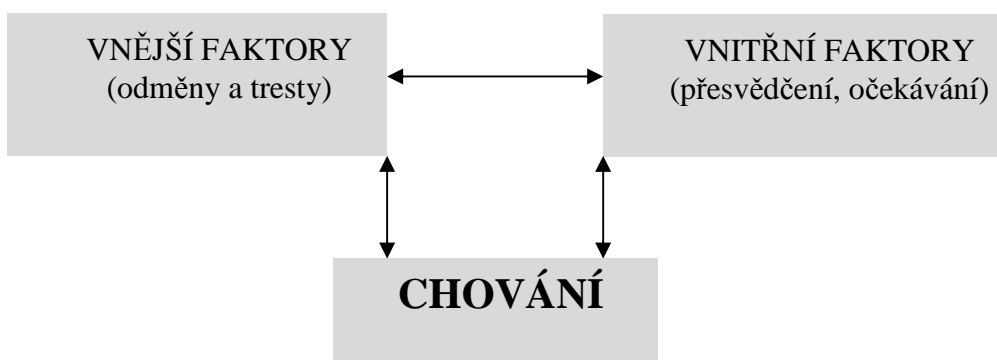 VNĚJŠÍ FAKTORY
(odměny a tresty)
VNITŘNÍ FAKTORY
(přesvědčení, očekávání)
CHOVÁNÍ